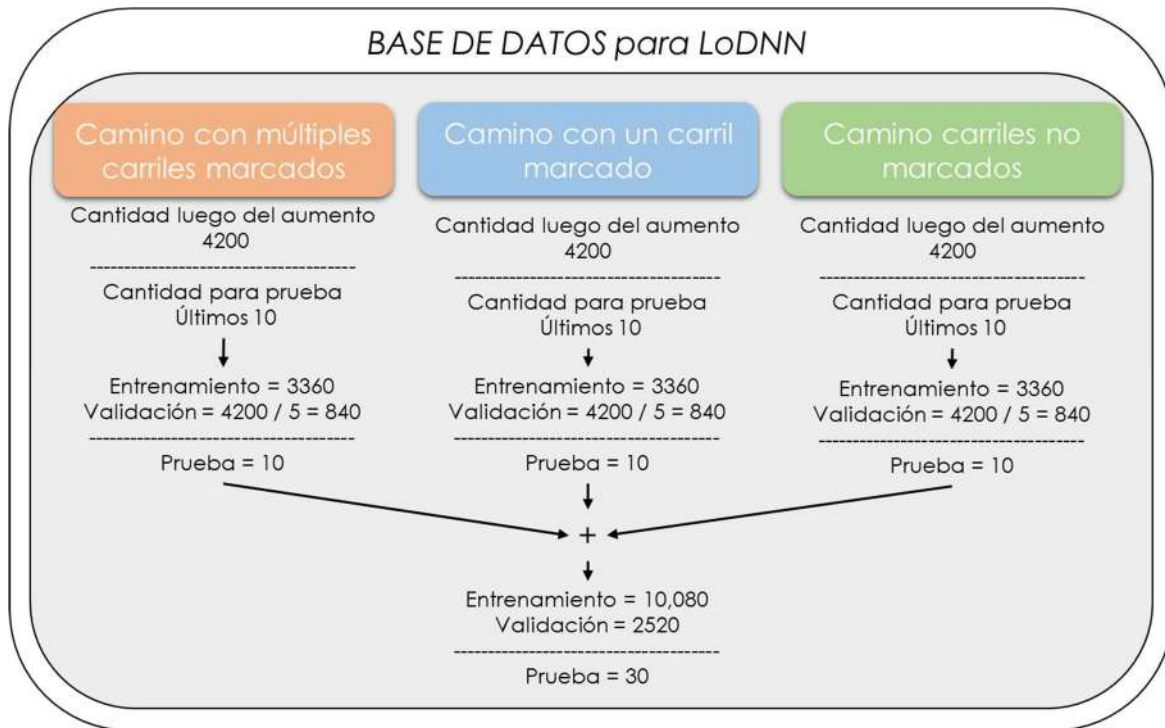 BASE DE DATOS para LoDNN
Camino con múltiples
carriles marcados
Cantidad luego del aumento
4200
-------------------------------------
Cantidad para prueba
Últimos 10
Entrenamiento = 3360
Validación = 4200 / 5 = 840
-------------------------------------
Prueba = 10
Camino con un carril
marcado
Cantidad luego del aumento
4200
-------------------------------------
Cantidad para prueba
Últimos 10
Entrenamiento = 3360
Validación = 4200 / 5 = 840
-------------------------------------
Prueba = 10
Camino carriles no
marcados
Cantidad luego del aumento
4200
-------------------------------------
Cantidad para prueba
Últimos 10
Entrenamiento = 3360
Validación = 4200 / 5 = 840
-------------------------------------
Prueba = 10
+
Entrenamiento = 10,080
Validación = 2520
-------------------------------------
Prueba = 30